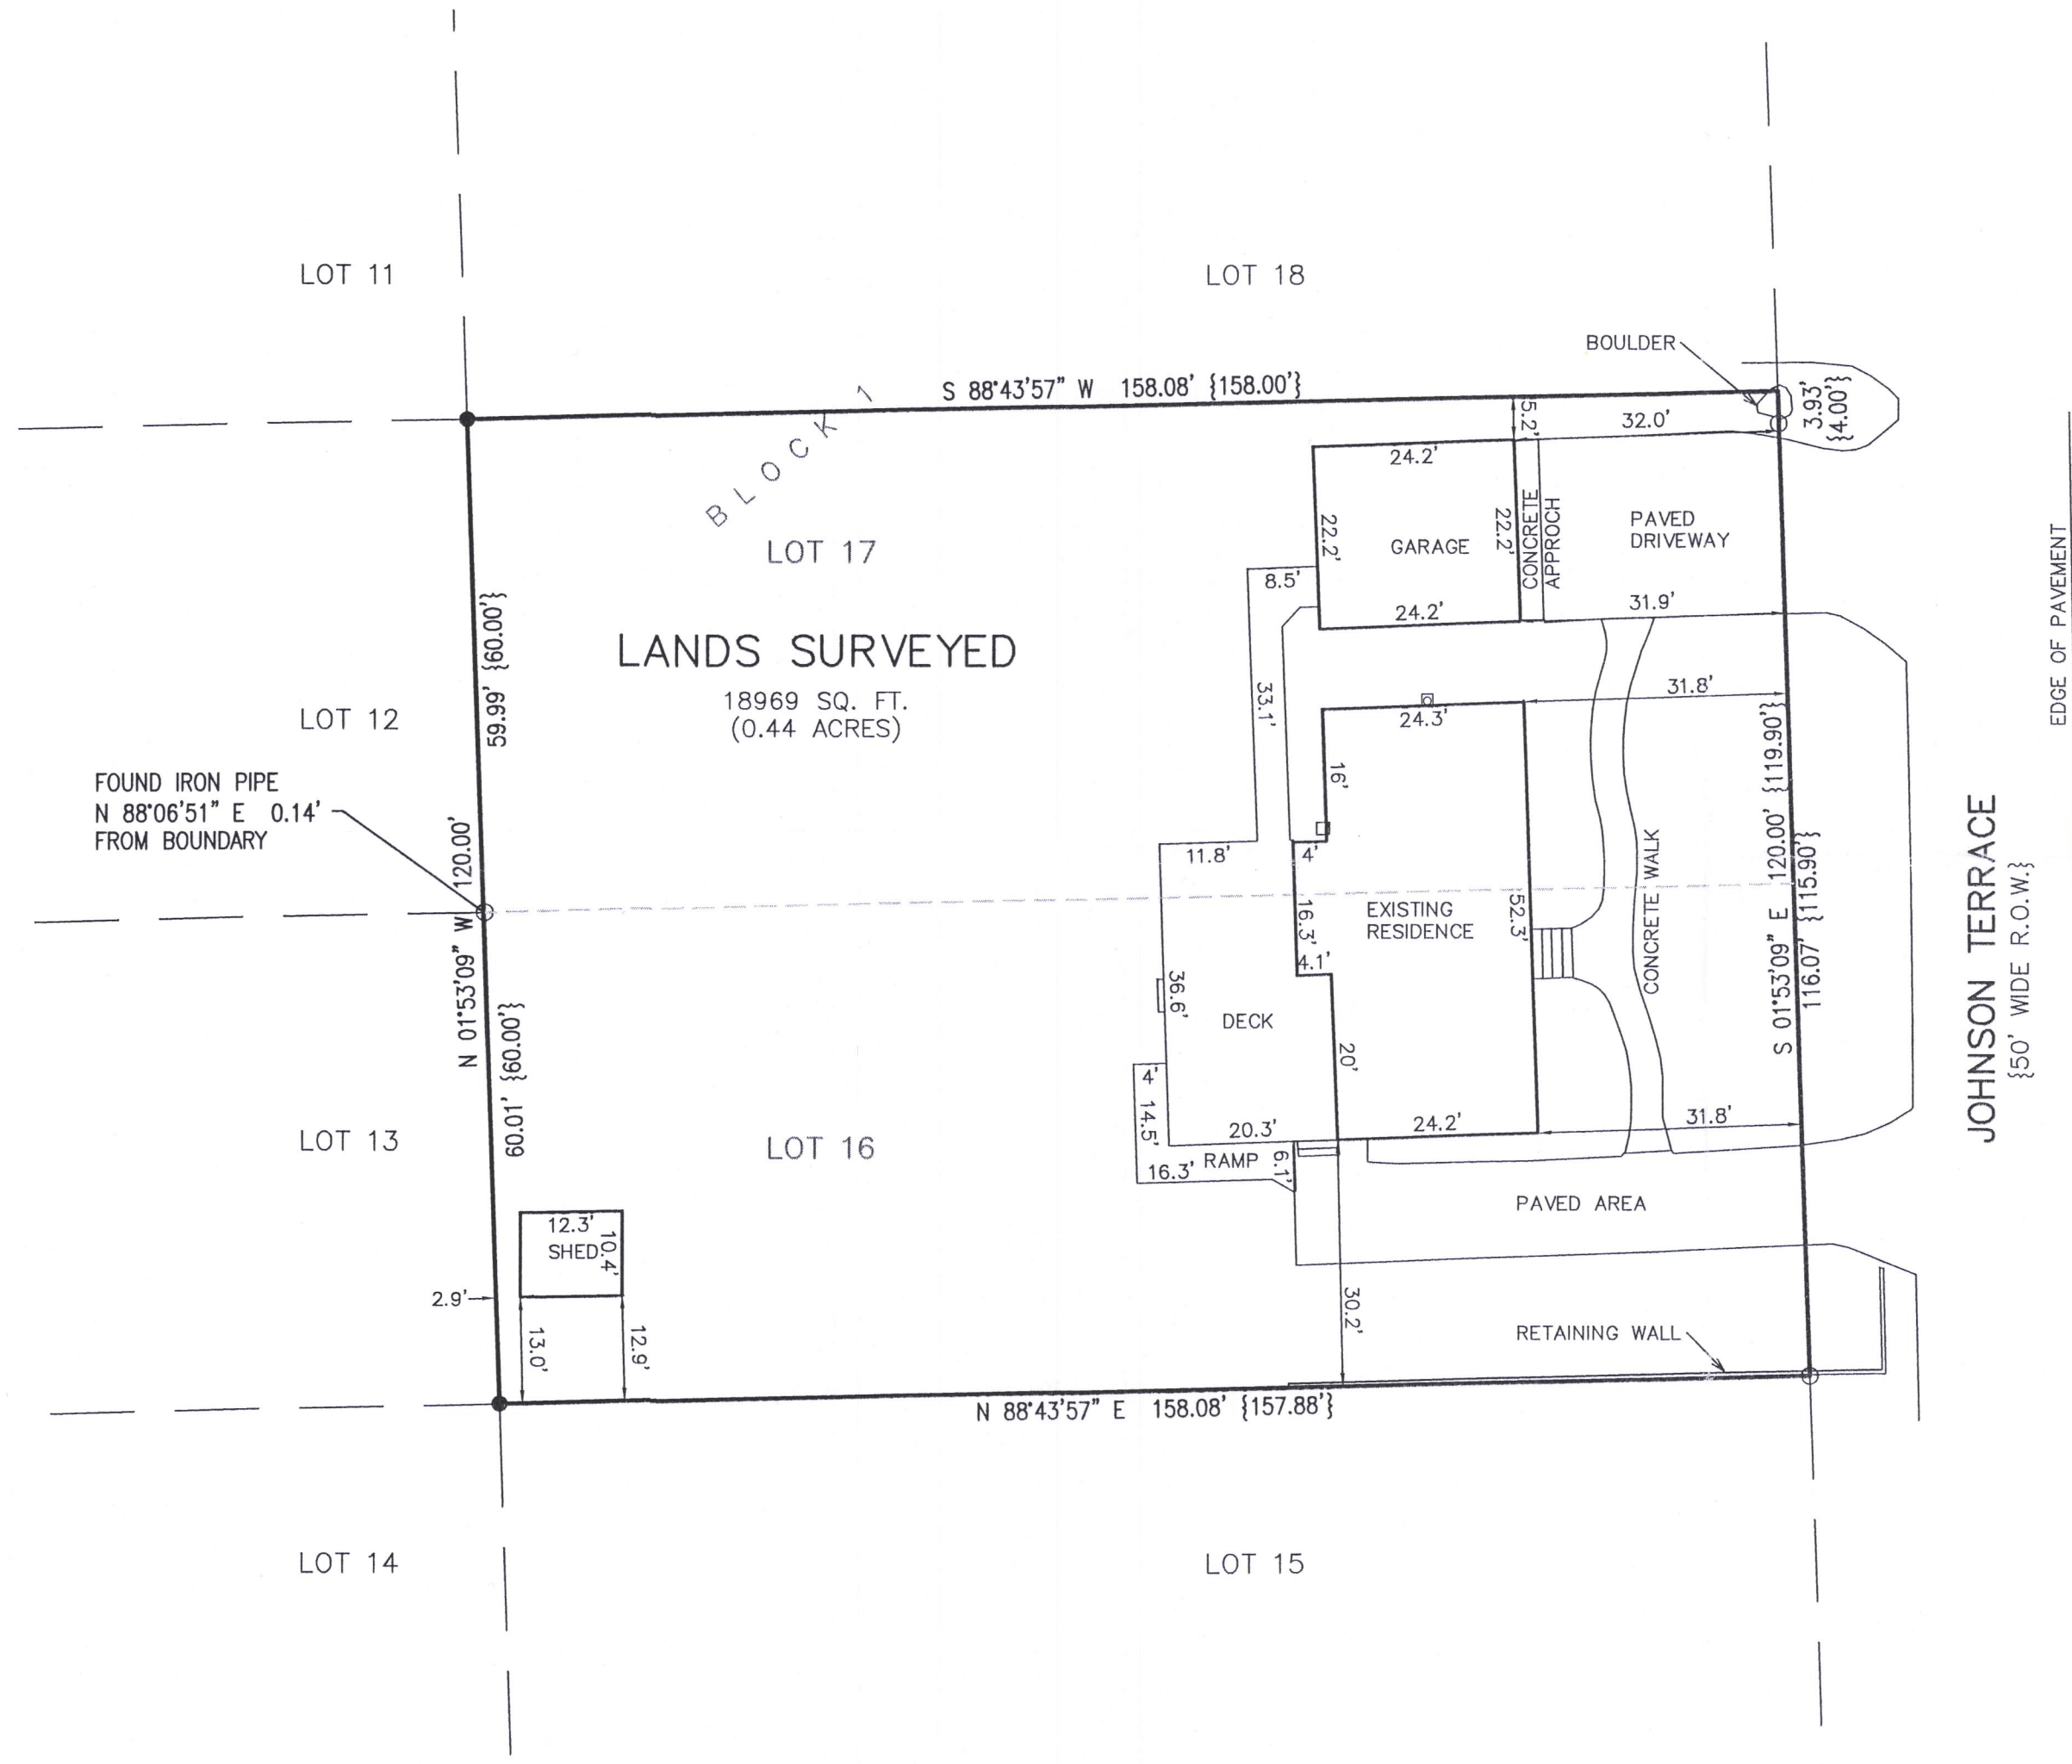 LOT 11
LOT 18
BOULDER
S 88°43'57" W 158.08' {158.00'}
BLOCK 1
5.2'
32.0'
3.93'
{4.00'}
24.2'
22.2'
GARAGE
22.2'
CONCRETE
APPROCH
PAVED
DRIVEWAY
LOT 17
8.5'
24.2'
31.9'
EDGE OF PAVEMENT
59.99' {60.00'}
LANDS SURVEYED
18969 SQ. FT.
(0.44 ACRES)
LOT 12
33.1'
24.3'
31.8'
16'
FOUND IRON PIPE
N 88°06'51" E 0.14'
FROM BOUNDARY
N 01°53'09" W 120.00'
11.8'
4'
16.3'
EXISTING
RESIDENCE
52.3'
CONCRETE WALK
S 01°53'09" E 120.00' {119.90'}
116.07' {115.90'}
JOHNSON TERRACE
{50' WIDE R.O.W.}
4.1'
36.6'
DECK
20'
60.01' {60.00'}
LOT 13
LOT 16
4'
14.5'
20.3'
24.2'
31.8'
RAMP
6.1'
16.3'
PAVED AREA
12.3'
SHED
10.4'
2.9'
13.0'
12.9'
30.2'
RETAINING WALL
N 88°43'57" E 158.08' {157.88'}
LOT 14
LOT 15